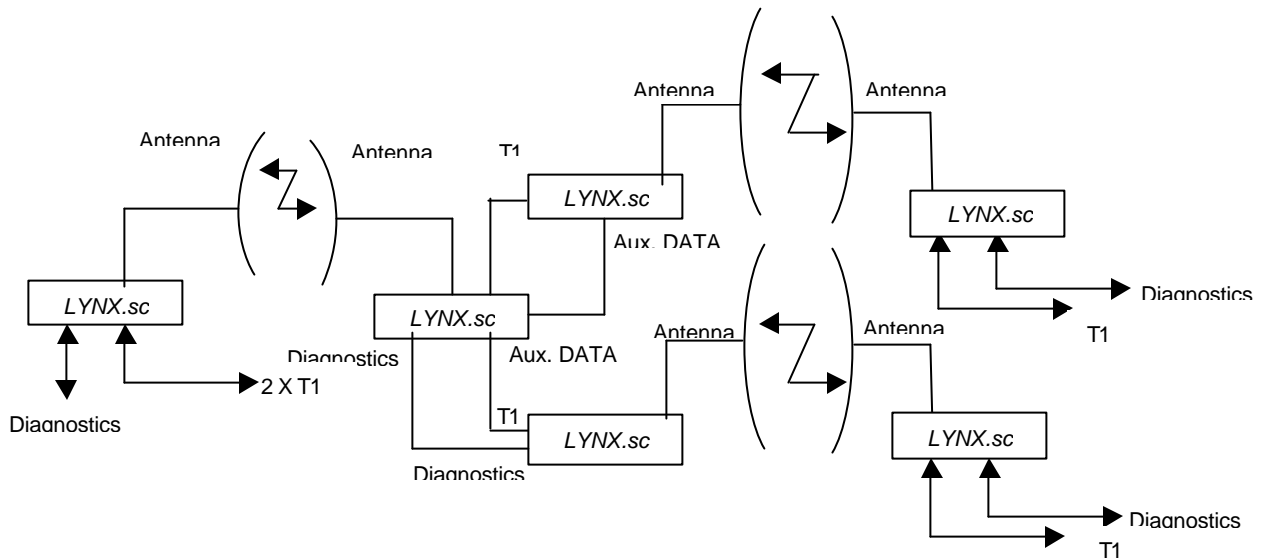 Antenna
Antenna
Antenna
Antenna
T1
LYNX.sc
LYNX.sc
Aux. DATA
LYNX.sc
LYNX.sc
Diagnostics
T1
Antenna
Antenna
Diagnostics
Aux. DATA
2 X T1
Diagnostics
T1
LYNX.sc
LYNX.sc
Diagnostics
Diagnostics
T1